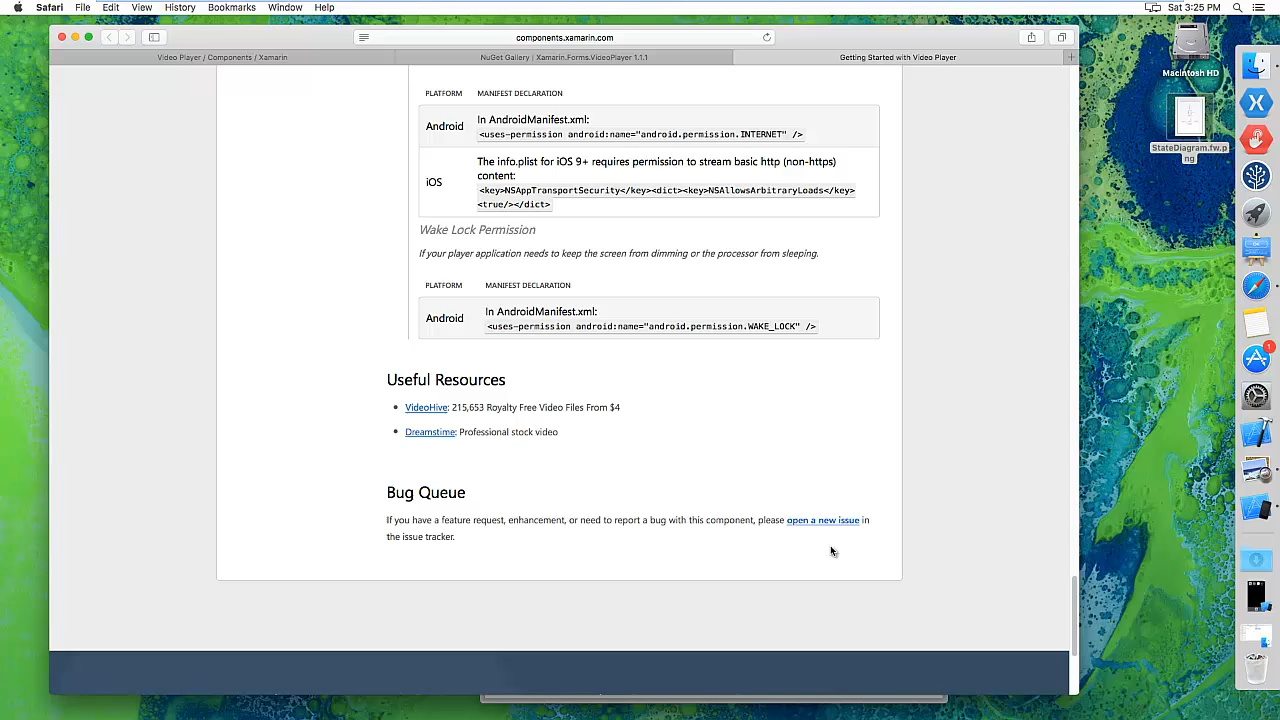 Safari File Edit View History Bookmarks Window Help Sat 3:25 PM
components.xamarin.com
Video Player / Components / Xamarin
NuGet Gallery | Xamarin.Forms.VideoPlayer 1.1.1
Getting Started with Video Player
Macintosh HD
StateDiagram.fw.p
ng
PLATFORM MANIFEST DECLARATION
Android
In AndroidManifest.xml:
<uses-permission android:name="android.permission.INTERNET" />
iOS
The info.plist for iOS 9+ requires permission to stream basic http (non-https)
content:
<key>NSAppTransportSecurity</key><dict><key>NSAllowsArbitraryLoads</key>
<true/></dict>
Wake Lock Permission
If your player application needs to keep the screen from dimming or the processor from sleeping.
PLATFORM MANIFEST DECLARATION
Android
In AndroidManifest.xml:
<uses-permission android:name="android.permission.WAKE_LOCK" />
Useful Resources
VideoHive: 215,653 Royalty Free Video Files From $4
Dreamstime: Professional stock video
Bug Queue
If you have a feature request, enhancement, or need to report a bug with this component, please open a new issue in
the issue tracker.
1